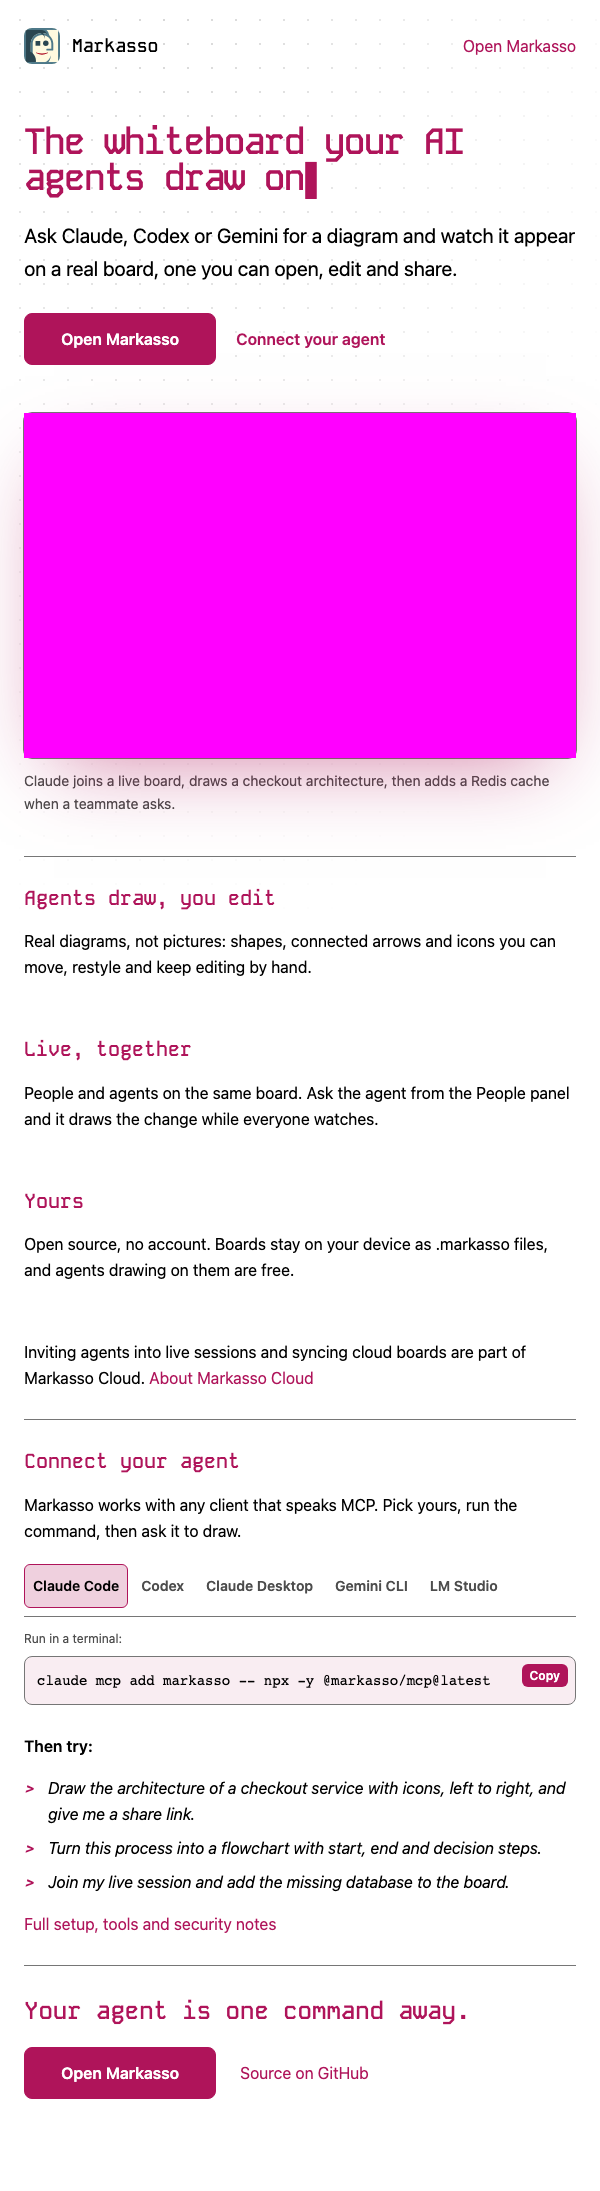 Markasso
Open Markasso
The whiteboard your AI
agents draw on
Ask Claude, Codex or Gemini for a diagram and watch it appear
on a real board, one you can open, edit and share.
Open Markasso
Connect your agent
Claude joins a live board, draws a checkout architecture, then adds a Redis cache
when a teammate asks.
Agents draw, you edit
Real diagrams, not pictures: shapes, connected arrows and icons you can
move, restyle and keep editing by hand.
Live, together
People and agents on the same board. Ask the agent from the People panel
and it draws the change while everyone watches.
Yours
Open source, no account. Boards stay on your device as .markasso files,
and agents drawing on them are free.
Inviting agents into live sessions and syncing cloud boards are part of
Markasso Cloud. About Markasso Cloud
Connect your agent
Markasso works with any client that speaks MCP. Pick yours, run the
command, then ask it to draw.
Claude Code Codex Claude Desktop Gemini CLI LM Studio
Run in a terminal:
claude mcp add markasso -- npx -y @markasso/mcp@latest
Copy
Then try:
> Draw the architecture of a checkout service with icons, left to right, and
give me a share link.
> Turn this process into a flowchart with start, end and decision steps.
> Join my live session and add the missing database to the board.
Full setup, tools and security notes
Your agent is one command away.
Open Markasso
Source on GitHub